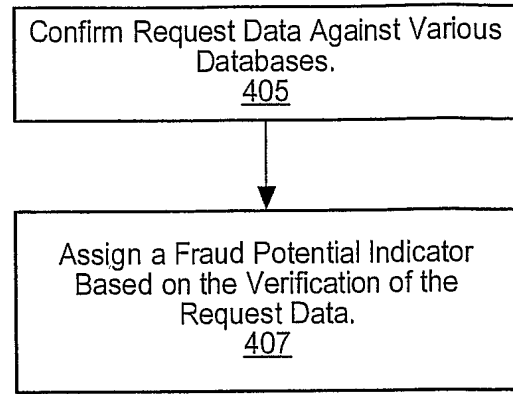 Confirm Request Data Against Various
Databases.
405
Assign a Fraud Potential Indicator
Based on the Verification of the
Request Data.
407